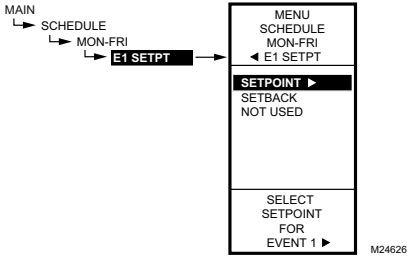 MAIN
SCHEDULE
MON-FRI
E1 SETPT
MENU
SCHEDULE
MON-FRI
◄ E1 SETPT
SETPOINT ►
SETBACK
NOT USED
SELECT
SETPOINT
FOR
EVENT 1 ►
M24626